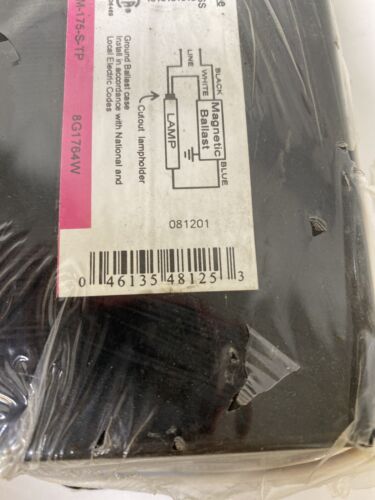 M-175-S-TP
8G1764W
Ground Ballast case
Install in accordance with National and
Local Electric Codes
LINE
WHITE
BLACK
Magnetic
Ballast
LAMP
BLUE
Cutout lampholder
081201
0 46135 48125 3